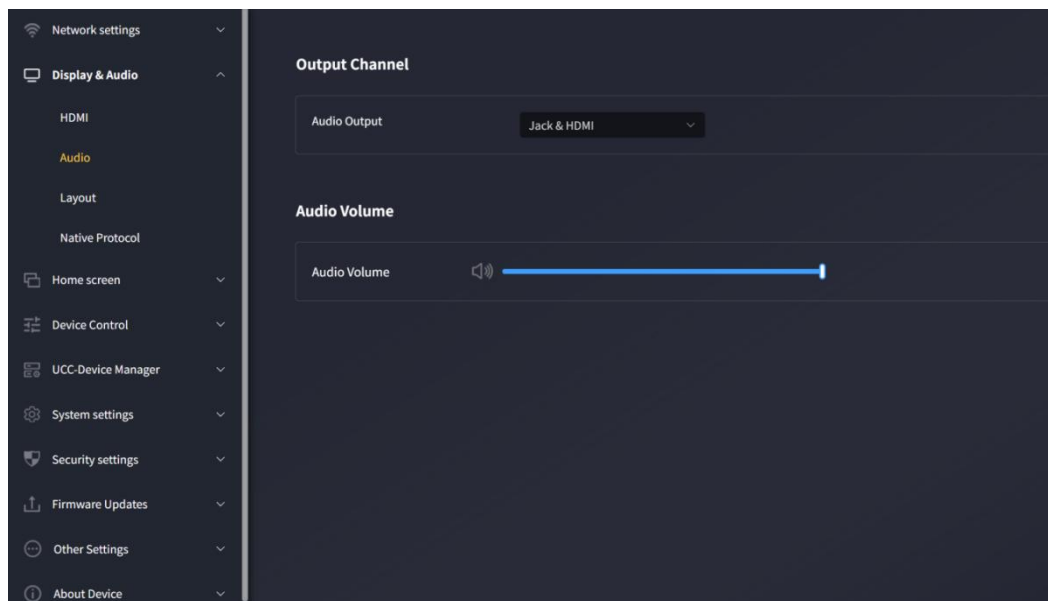 Network settings
Display & Audio
HDMI
Audio
Layout
Native Protocol
Home screen
Device Control
UCC-Device Manager
System settings
Security settings
Firmware Updates
Other Settings
About Device
Output Channel
Audio Output
Jack & HDMI
Audio Volume
Audio Volume